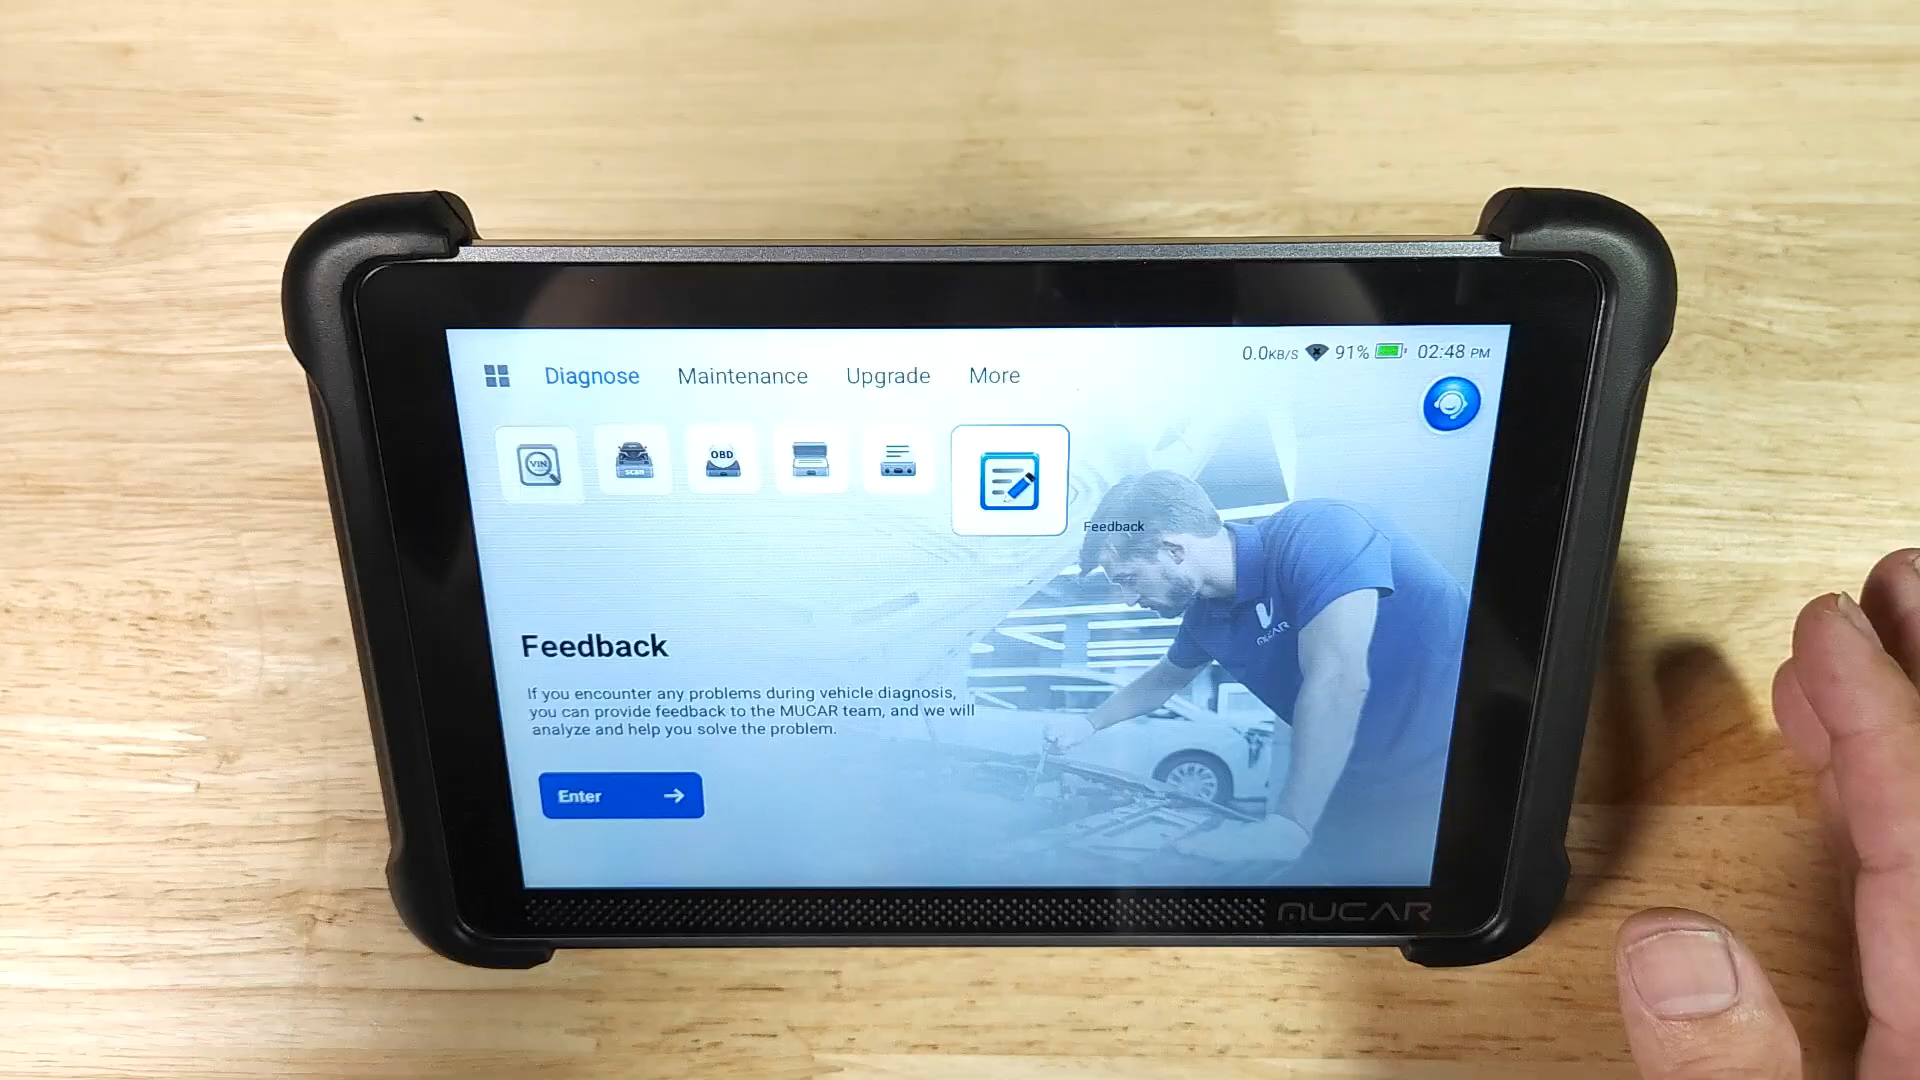 0.0KB/S 91% 02:48 PM
Diagnose Maintenance Upgrade More
VIN
SCAN
OBD
Feedback
MUCAR
Feedback
If you encounter any problems during vehicle diagnosis,
you can provide feedback to the MUCAR team, and we will
analyze and help you solve the problem.
Enter
MUCAR